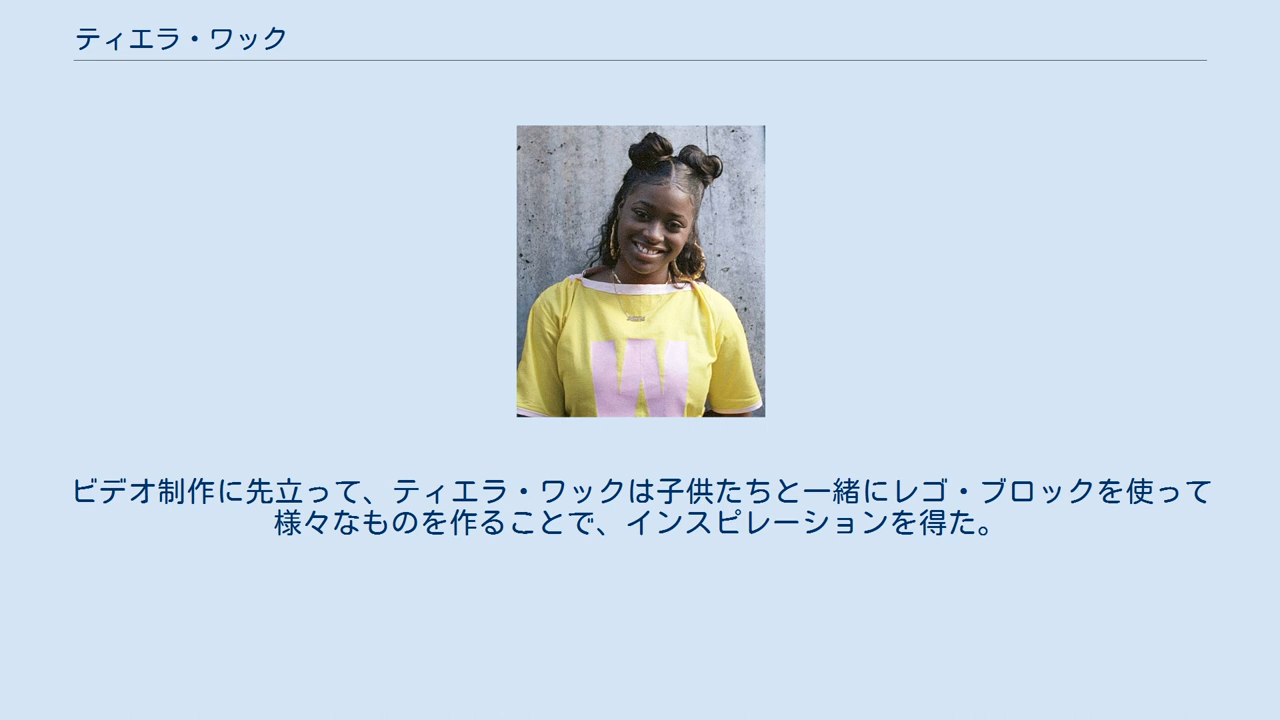 ティエラ・ワック
W
ビデオ制作に先立って、ティエラ・ワックは子供たちと一緒にレゴ・ブロックを使って
様々なものを作ることで、インスピレーションを得た。